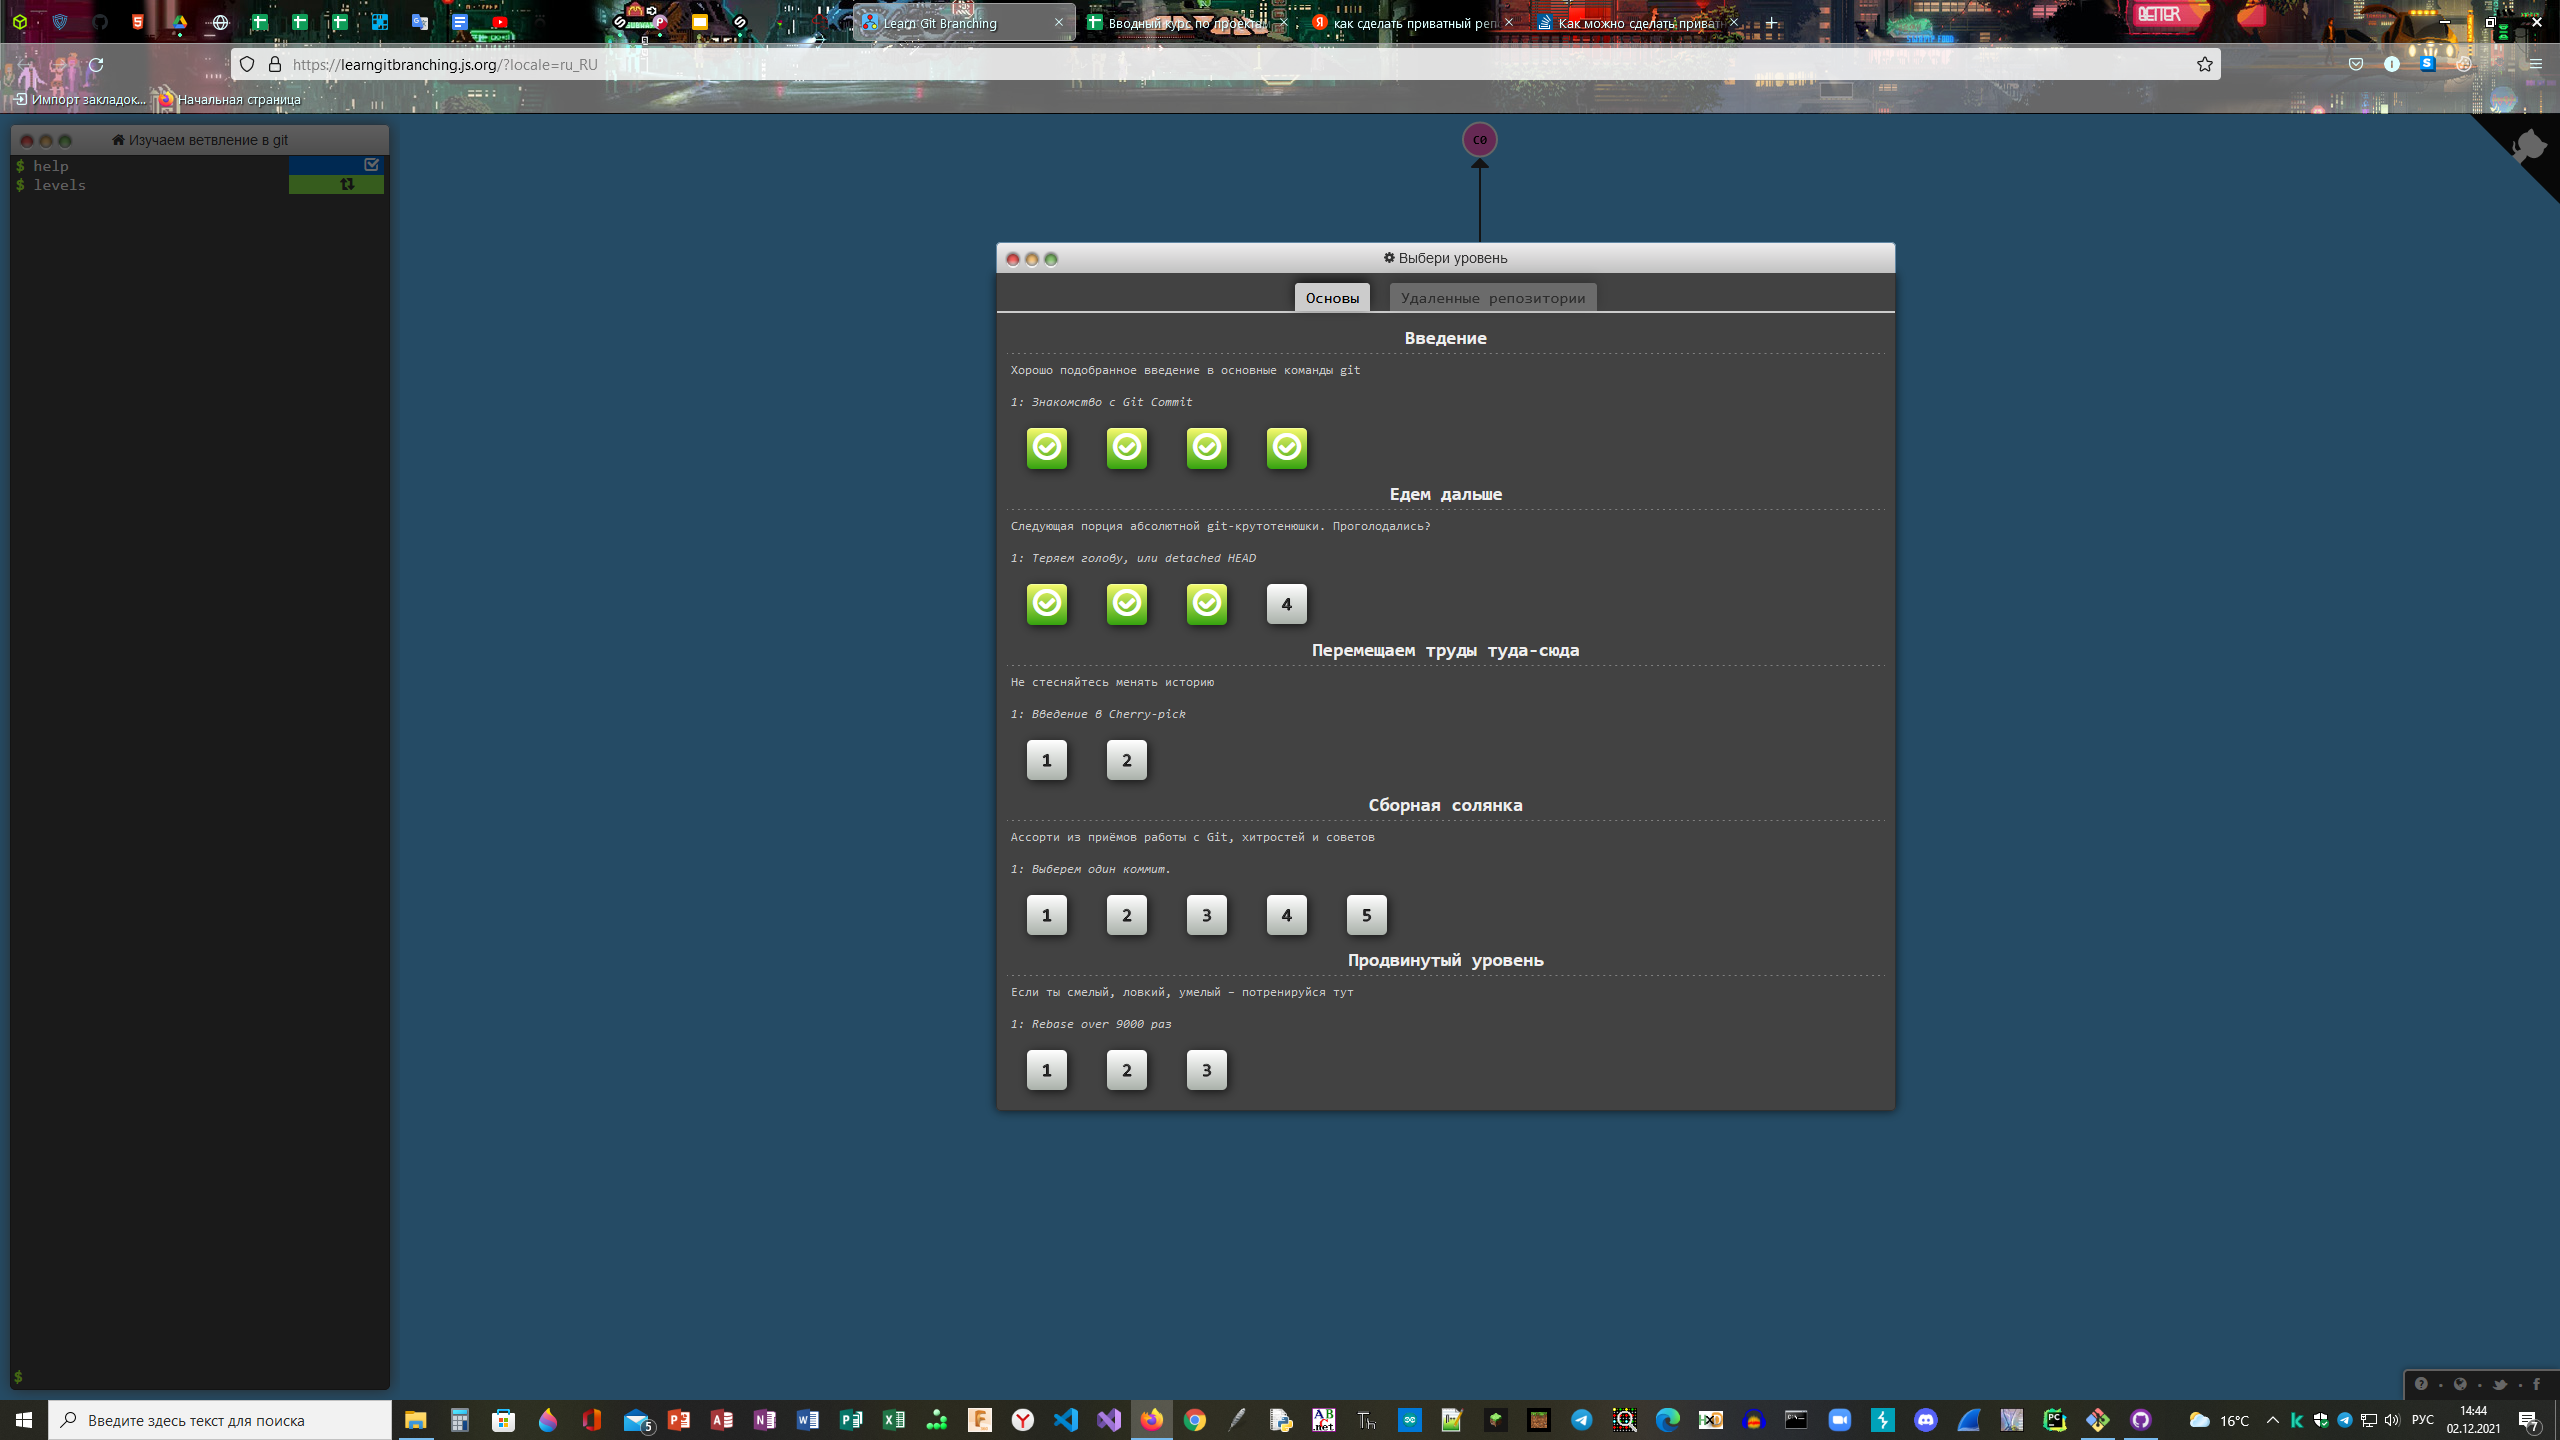 Learn Git Branching
Вводный курс по проектн
как сделать приватный реп
Как можно сделать приват
https://learngitbranching.js.org/?locale=ru_RU
Импорт закладок...
Начальная страница
Изучаем ветвление в git
$ help
$ levels
C0
Выбери уровень
Основы
Удаленные репозитории
Введение
Хорошо подобранное введение в основные команды git
1: Знакомство с Git Commit
Едем дальше
Следующая порция абсолютной git-крутотенюшки. Проголодались?
1: Теряем голову, или detached HEAD
4
Перемещаем труды туда-сюда
Не стесняйтесь менять историю
1: Введение в Cherry-pick
1 2
Сборная солянка
Ассорти из приёмов работы с Git, хитростей и советов
1: Выберем один коммит.
1 2 3 4 5
Продвинутый уровень
Если ты смелый, ловкий, умелый – потренируйся тут
1: Rebase over 9000 раз
1 2 3
$
Введите здесь текст для поиска
5
16°C
РУС
14:44
02.12.2021
7